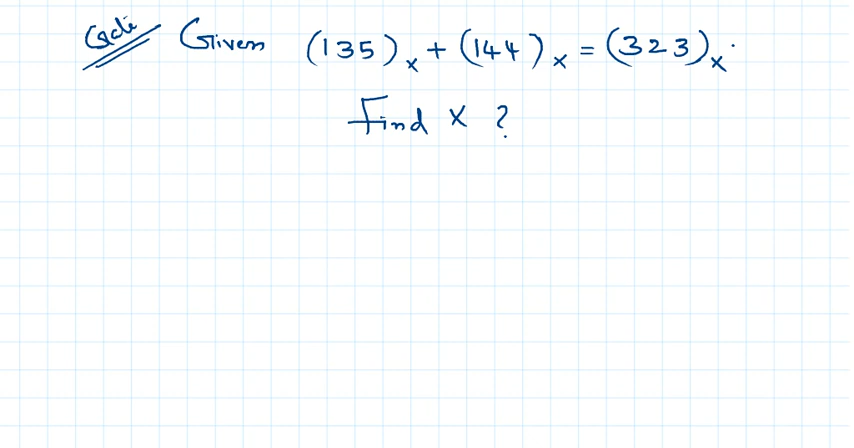 Gate Given (135)ₓ + (144)ₓ = (323)ₓ.
Find x ?